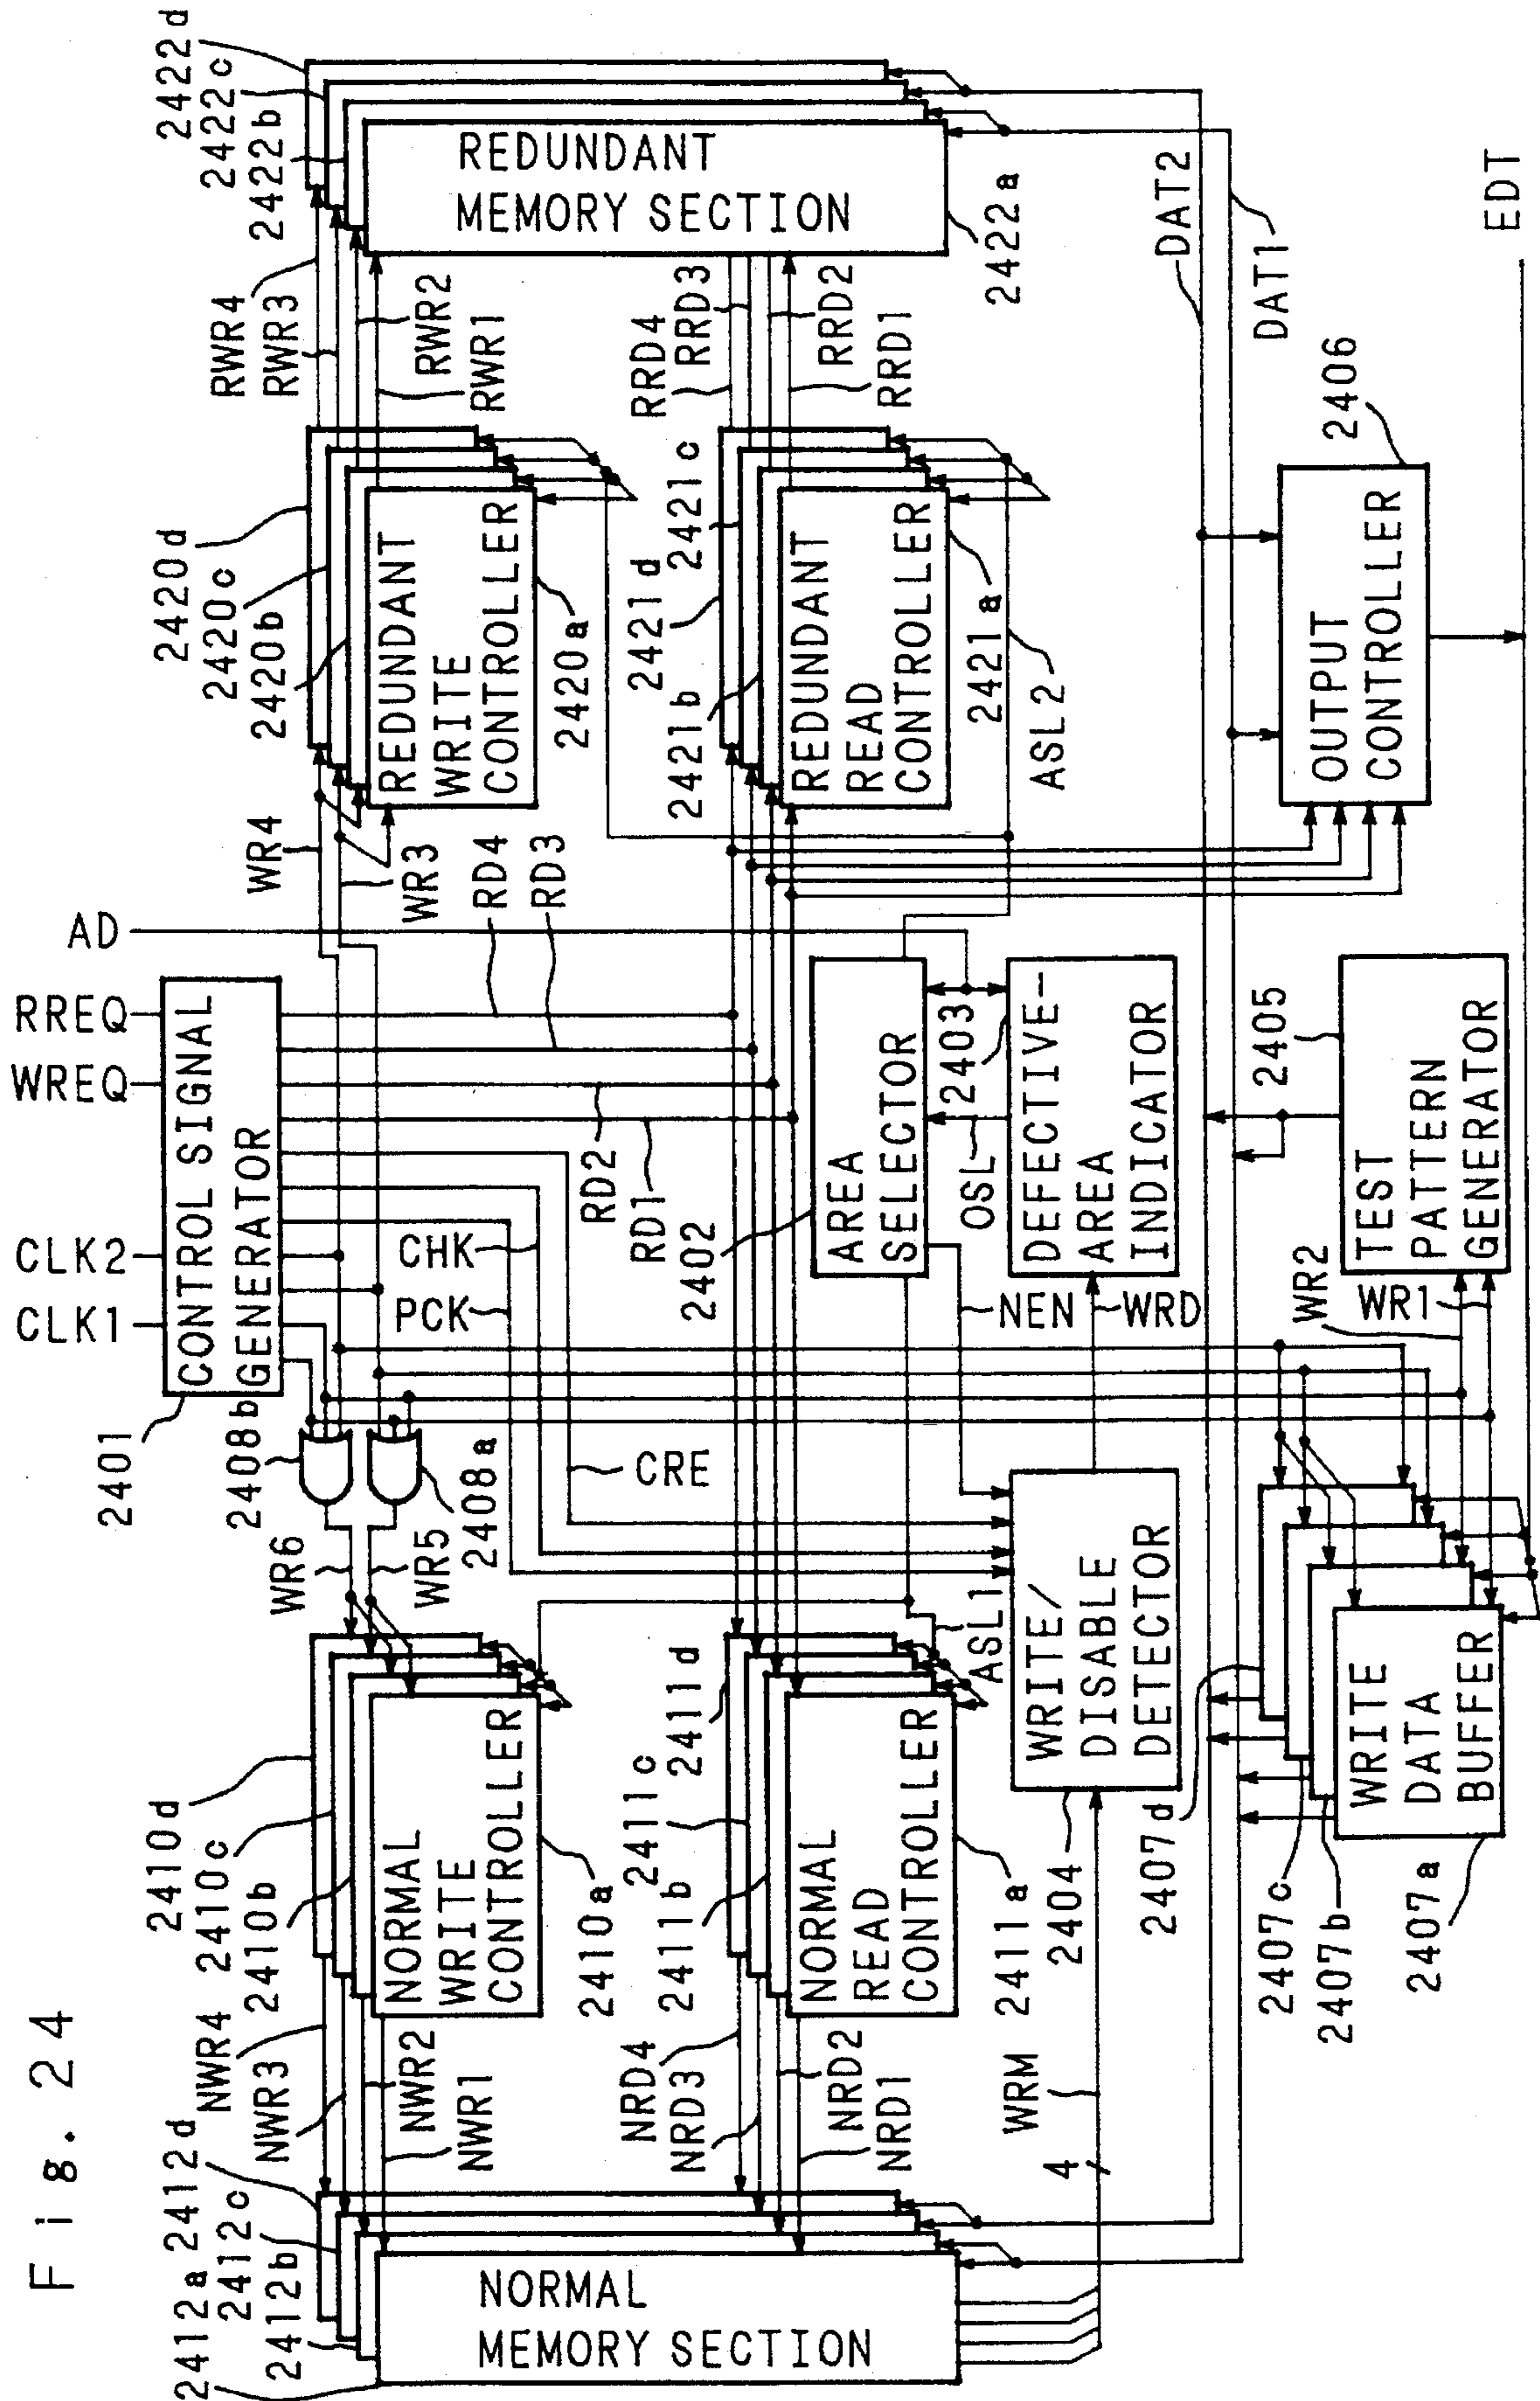 Fig. 24
RREQ
WREQ
CLK2
CLK1
AD
2401
CONTROL SIGNAL
GENERATOR
2408b
2408a
WR6
WR5
WR4
WR3
RD4
RD3
RD2
RD1
CHK
PCK
CRE
NWR4
NWR3
NWR2
NWR1
2412a
2412d
2412c
2412b
NORMAL
MEMORY SECTION
2410d
2410c
2410b
NORMAL
WRITE
CONTROLLER
2410a
NRD4
NRD3
NRD2
NRD1
2411d
2411c
2411b
NORMAL
READ
CONTROLLER
2411a
ASL1
WRM
4
2404
WRITE/
DISABLE
DETECTOR
2402
AREA
SELECTOR
OSL
2403
DEFECTIVE-
AREA
INDICATOR
NEN
WRD
2420d
2420c
2420b
REDUNDANT
WRITE
CONTROLLER
2420a
RWR4
RWR3
RWR2
RWR1
2421d
2421c
2421b
REDUNDANT
READ
CONTROLLER
2421a
ASL2
RRD4
RRD3
RRD2
RRD1
2422d
2422c
2422b
REDUNDANT
MEMORY SECTION
2422a
DAT2
DAT1
EDT
2406
OUTPUT
CONTROLLER
2405
TEST
PATTERN
GENERATOR
WR2
WR1
2407d
2407c
2407b
2407a
WRITE
DATA
BUFFER